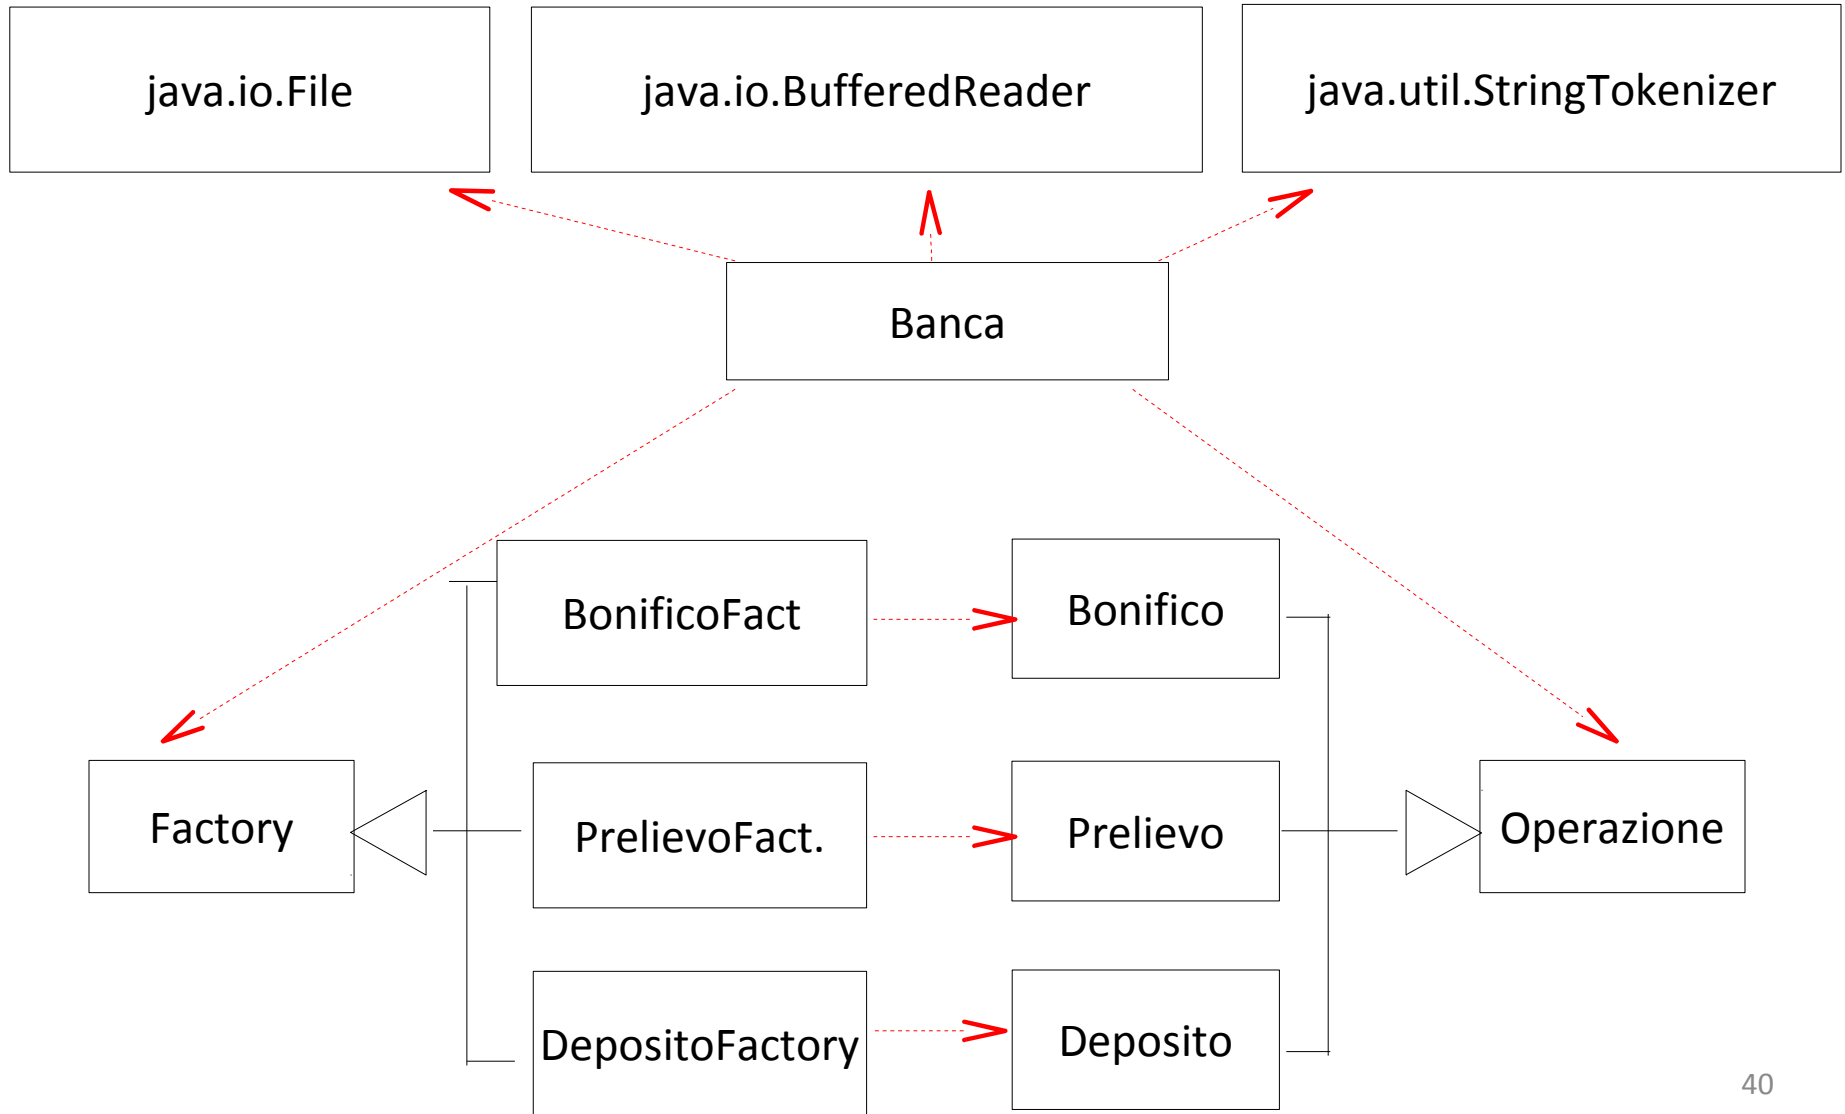 java.io.File
java.io.BufferedReader
java.util.StringTokenizer
Banca
BonificoFact
Bonifico
Factory
PrelievoFact.
Prelievo
Operazione
DepositoFactory
Deposito
40